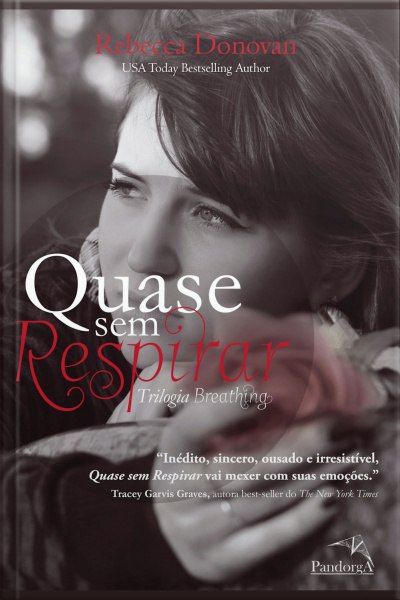 Rebecca Donovan
USA Today Bestselling Author
Quase
sem
Respirar
Trilogia Breathing
“Inédito, sincero, ousado e irresistível,
Quase sem Respirar vai mexer com suas emoções.”
Tracey Garvis Graves, autora best-seller do The New York Times
PandorgA